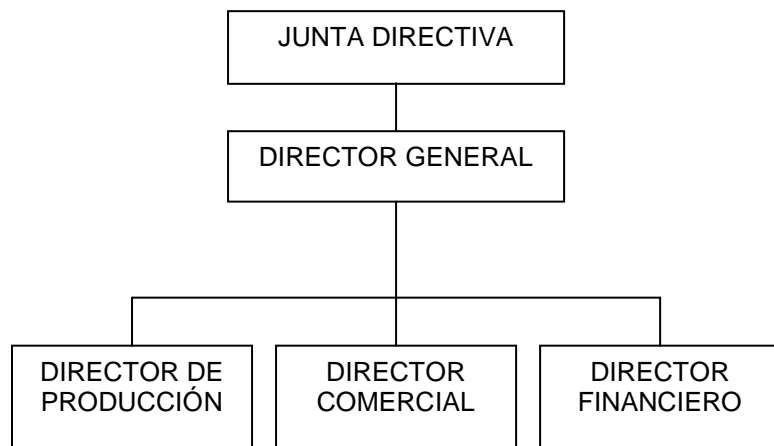 JUNTA DIRECTIVA
DIRECTOR GENERAL
DIRECTOR DE
PRODUCCIÓN
DIRECTOR
COMERCIAL
DIRECTOR
FINANCIERO